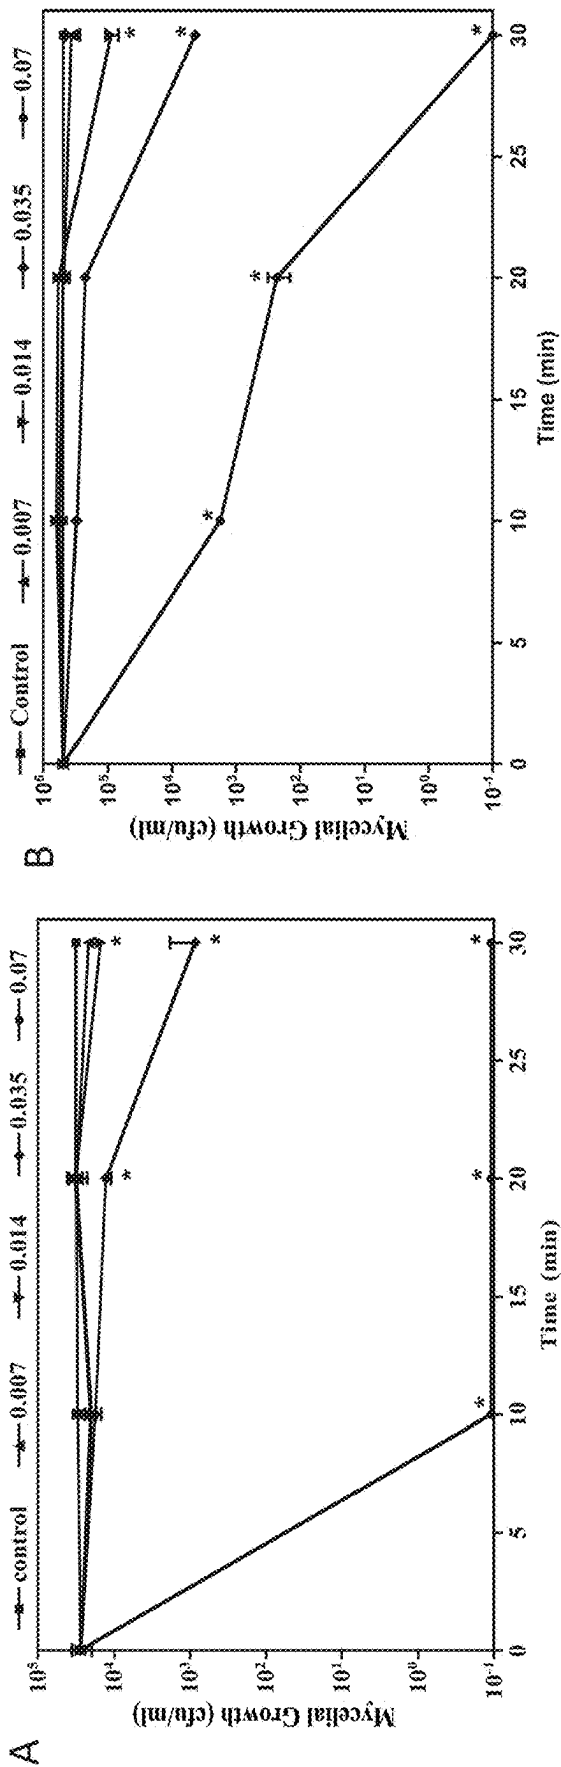 A
control 0.007 0.014 0.035 0.07
Mycelial Growth (cfu/ml)
10⁵
10⁴
10³
10²
10¹
10⁰
10⁻¹
* * * * * *
0 5 10 15 20 25 30
Time (min)
B
Control 0.007 0.014 0.035 0.07
Mycelial Growth (cfu/ml)
10⁶
10⁵
10⁴
10³
10²
10¹
10⁰
10⁻¹
* * * * *
0 5 10 15 20 25 30
Time (min)